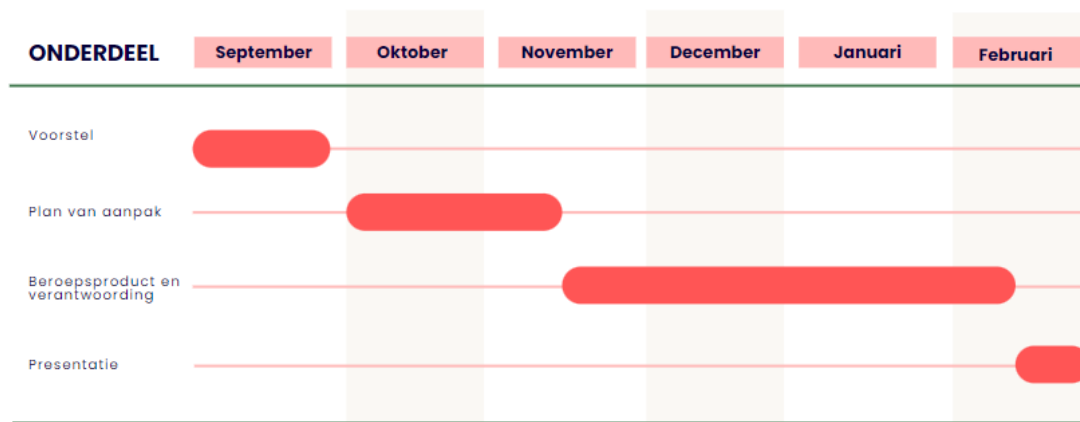 ONDERDEEL September Oktober November December Januari Februari
Voorstel
Plan van aanpak
Beroepsproduct en
verantwoording
Presentatie